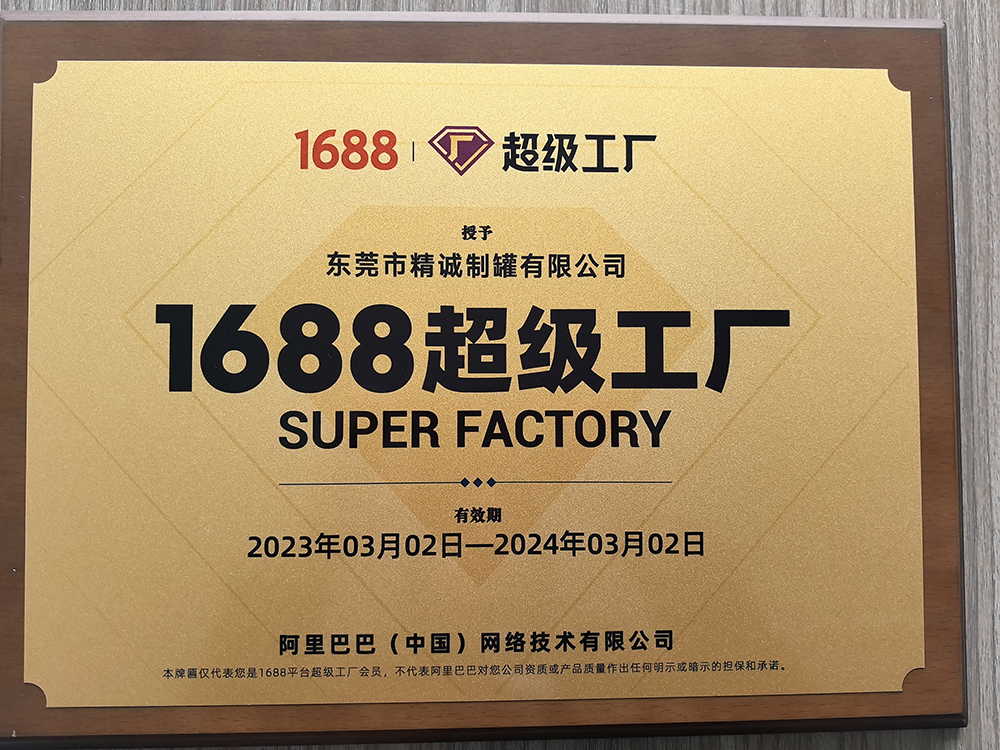 1688 | 超级工厂
授予
东莞市精诚制罐有限公司
1688超级工厂
SUPER FACTORY
有效期
2023年03月02日—2024年03月02日
阿里巴巴（中国）网络技术有限公司
本牌匾仅代表您是1688平台超级工厂会员，不代表阿里巴巴对您公司资质或产品质量作出任何明示或暗示的担保和承诺。